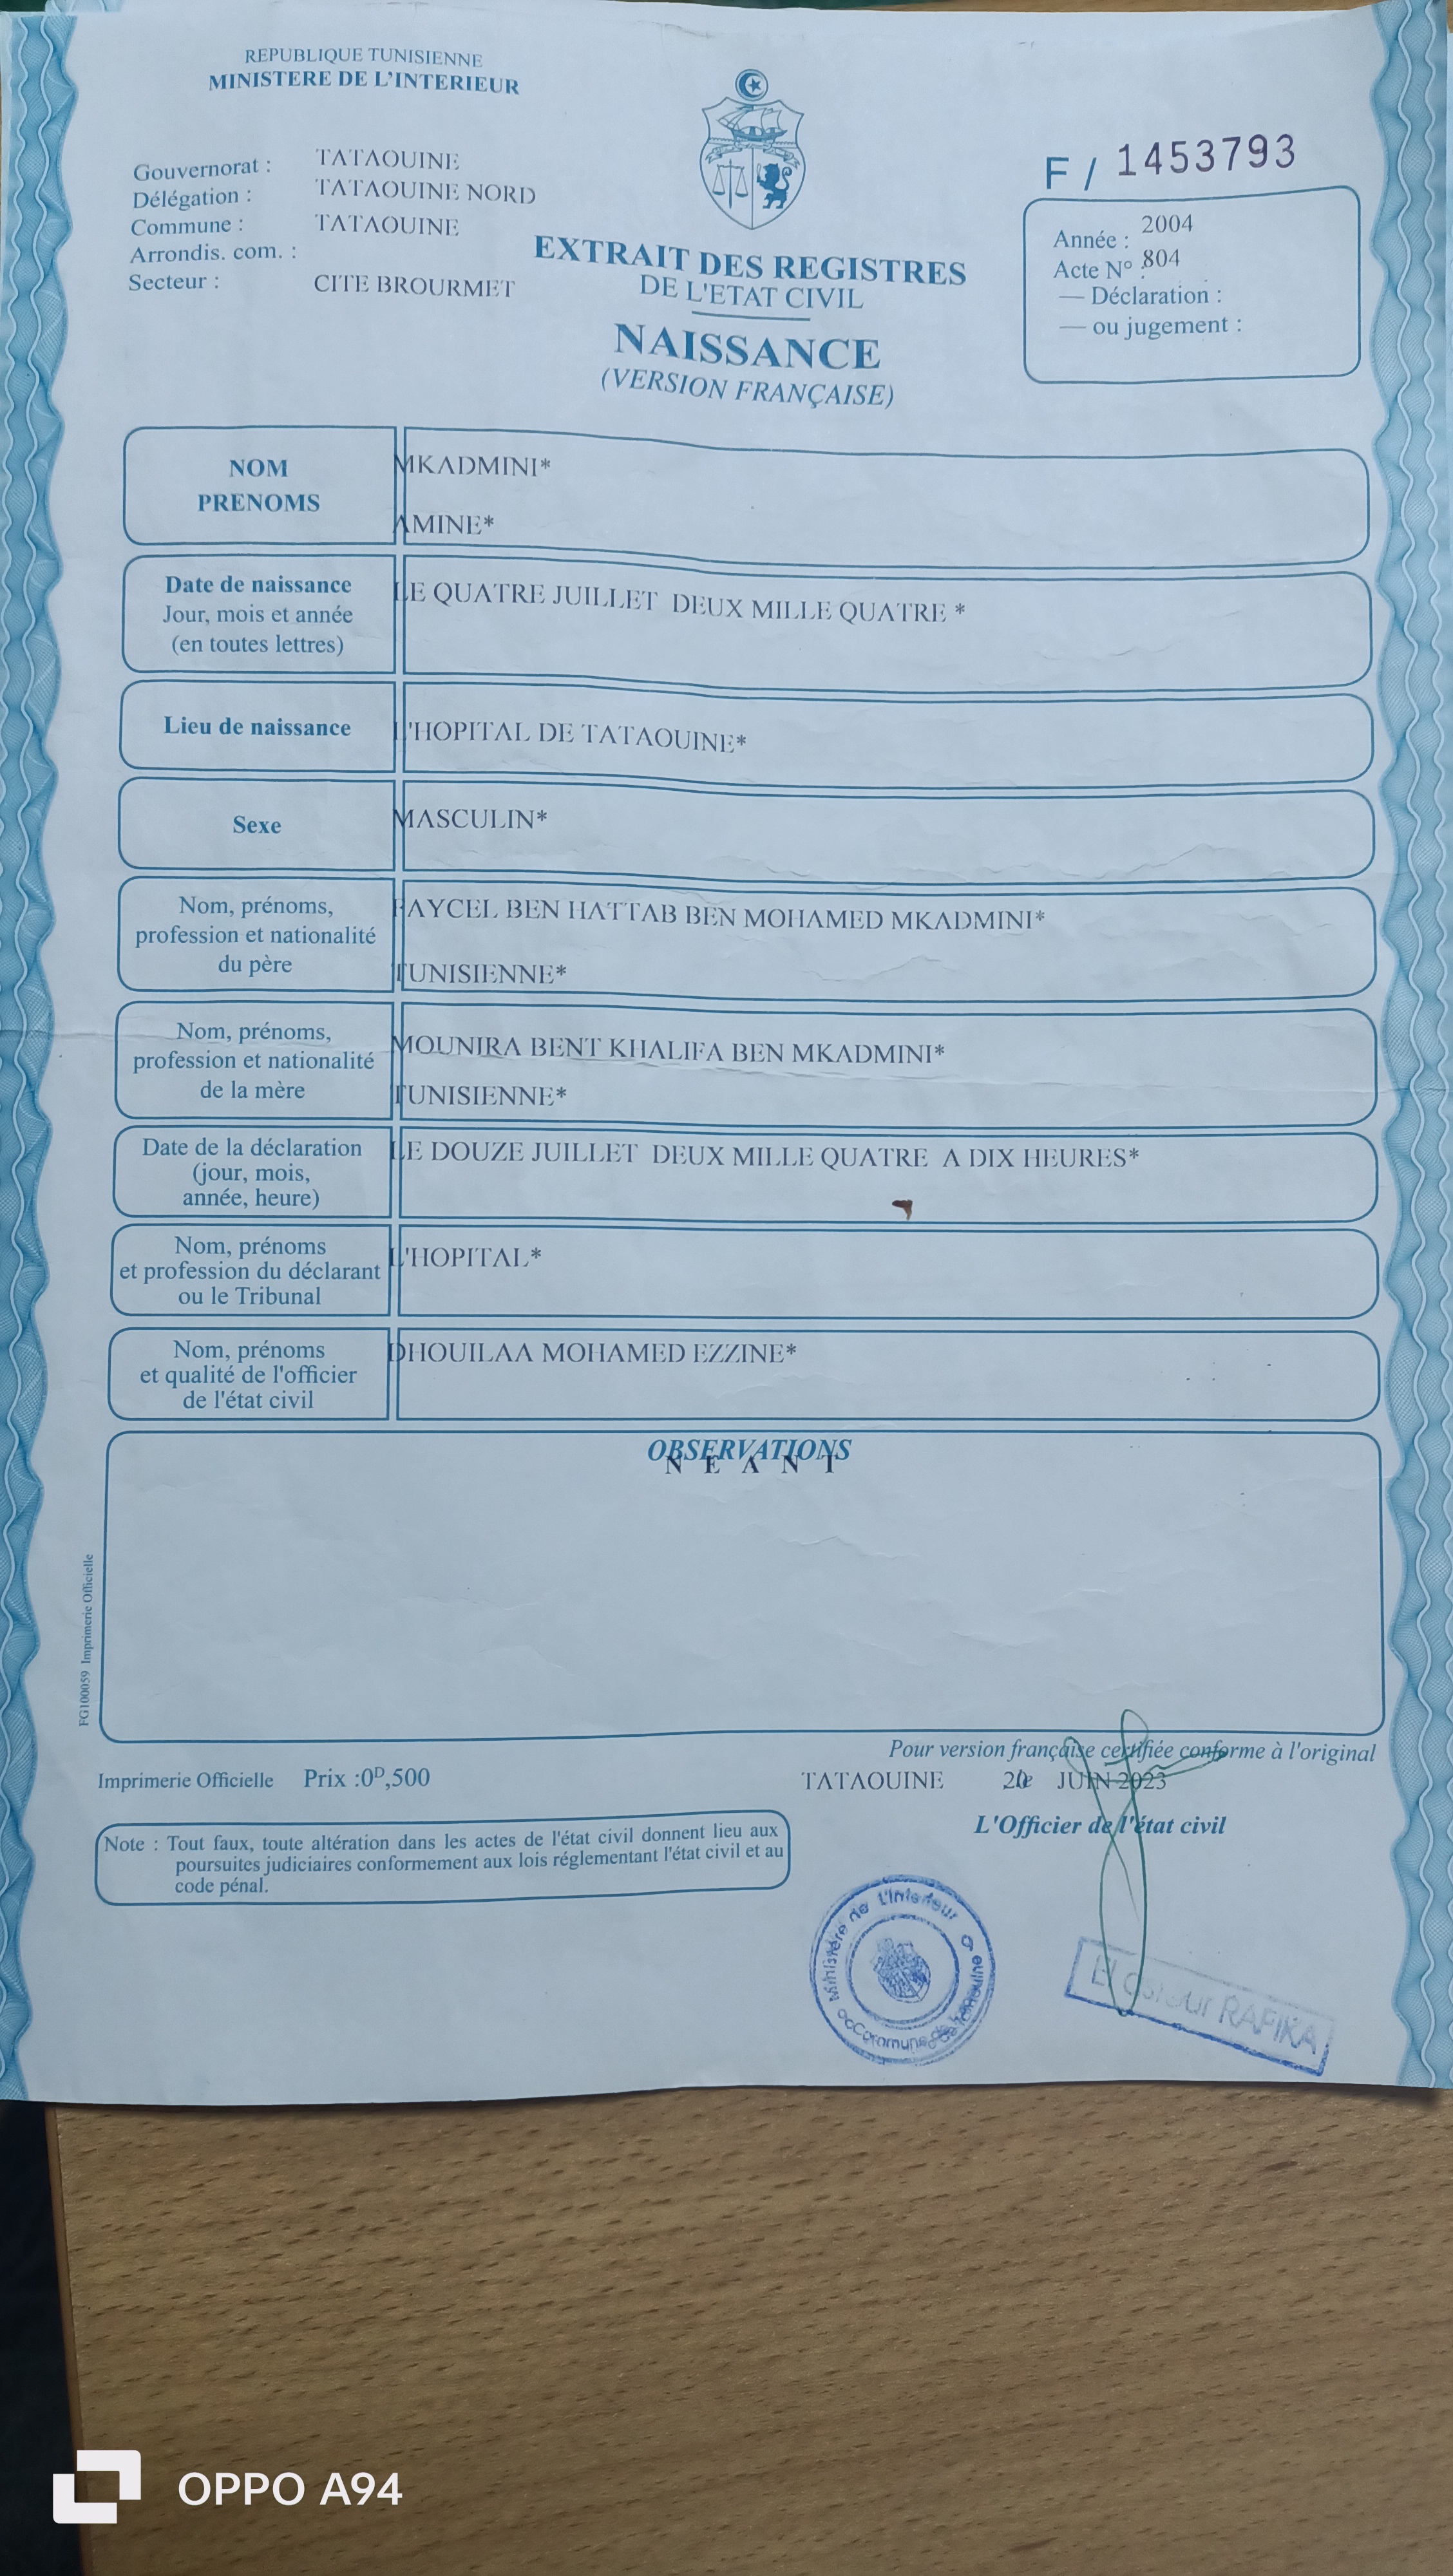 REPUBLIQUE TUNISIENNE
MINISTERE DE L'INTERIEUR
Gouvernorat : TATAOUINE
Délégation : TATAOUINE NORD
Commune : TATAOUINE
Arrondis. com. :
Secteur : CITE BROURMET
EXTRAIT DES REGISTRES
DE L'ETAT CIVIL
NAISSANCE
(VERSION FRANÇAISE)
F / 1453793
Année : 2004
Acte N° : 804
— Déclaration :
— ou jugement :
NOM
PRENOMS
MKADMINI*
AMINE*
Date de naissance
Jour, mois et année
(en toutes lettres)
LE QUATRE JUILLET DEUX MILLE QUATRE *
Lieu de naissance
L'HOPITAL DE TATAOUINE*
Sexe
MASCULIN*
Nom, prénoms,
profession et nationalité
du père
FAYCEL BEN HATTAB BEN MOHAMED MKADMINI*
TUNISIENNE*
Nom, prénoms,
profession et nationalité
de la mère
MOUNIRA BENT KHALIFA BEN MKADMINI*
TUNISIENNE*
Date de la déclaration
(jour, mois,
année, heure)
LE DOUZE JUILLET DEUX MILLE QUATRE A DIX HEURES*
Nom, prénoms
et profession du déclarant
ou le Tribunal
L'HOPITAL*
Nom, prénoms
et qualité de l'officier
de l'état civil
DHOUILAA MOHAMED EZZINE*
OBSERVATIONS
N E A N T
FG100059 Imprimerie Officielle
Pour version française certifiée conforme à l'original
Imprimerie Officielle Prix :0D,500
TATAOUINE le JUIN 2023
L'Officier de l'état civil
Note : Tout faux, toute altération dans les actes de l'état civil donnent lieu aux
poursuites judiciaires conformement aux lois réglementant l'état civil et au
code pénal.
Ministère de L'Interieur
Commune de Tataouine
RAFIKA
OPPO A94